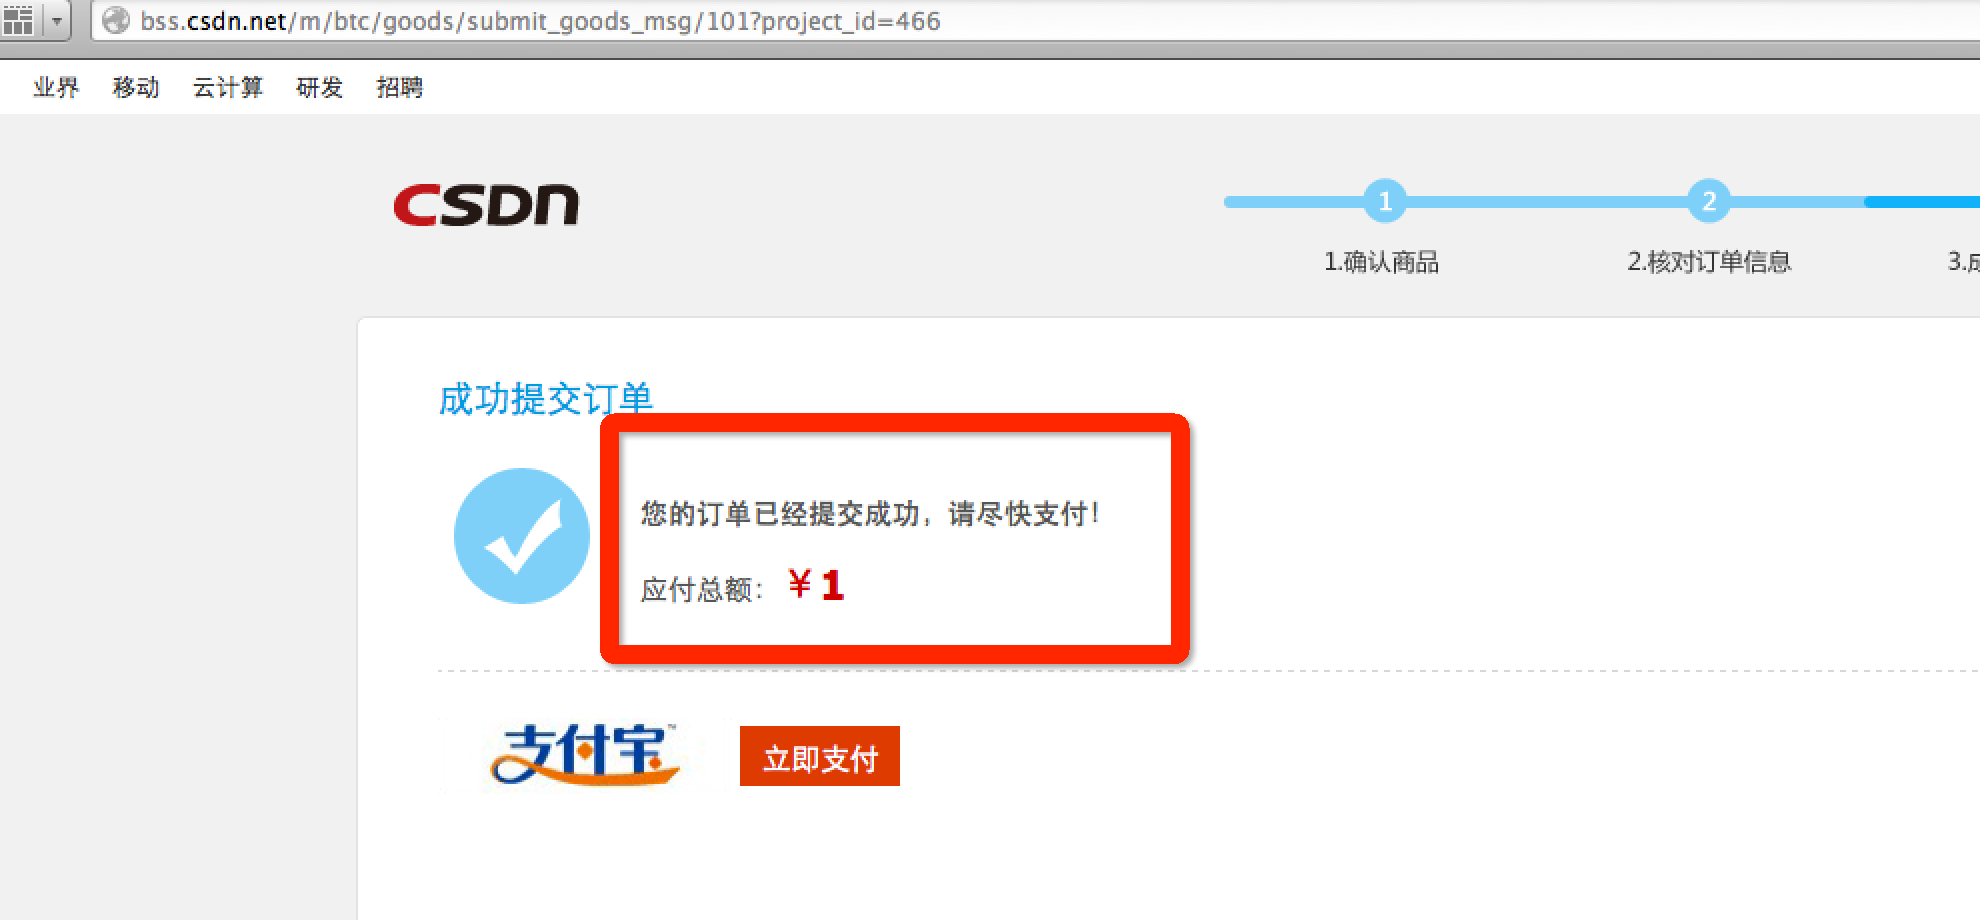 bss.csdn.net/m/btc/goods/submit_goods_msg/101?project_id=466
业界 移动 云计算 研发 招聘
CSDN
1 2
1.确认商品 2.核对订单信息 3.成
成功提交订单
您的订单已经提交成功，请尽快支付！
应付总额：￥1
支付宝™ 立即支付